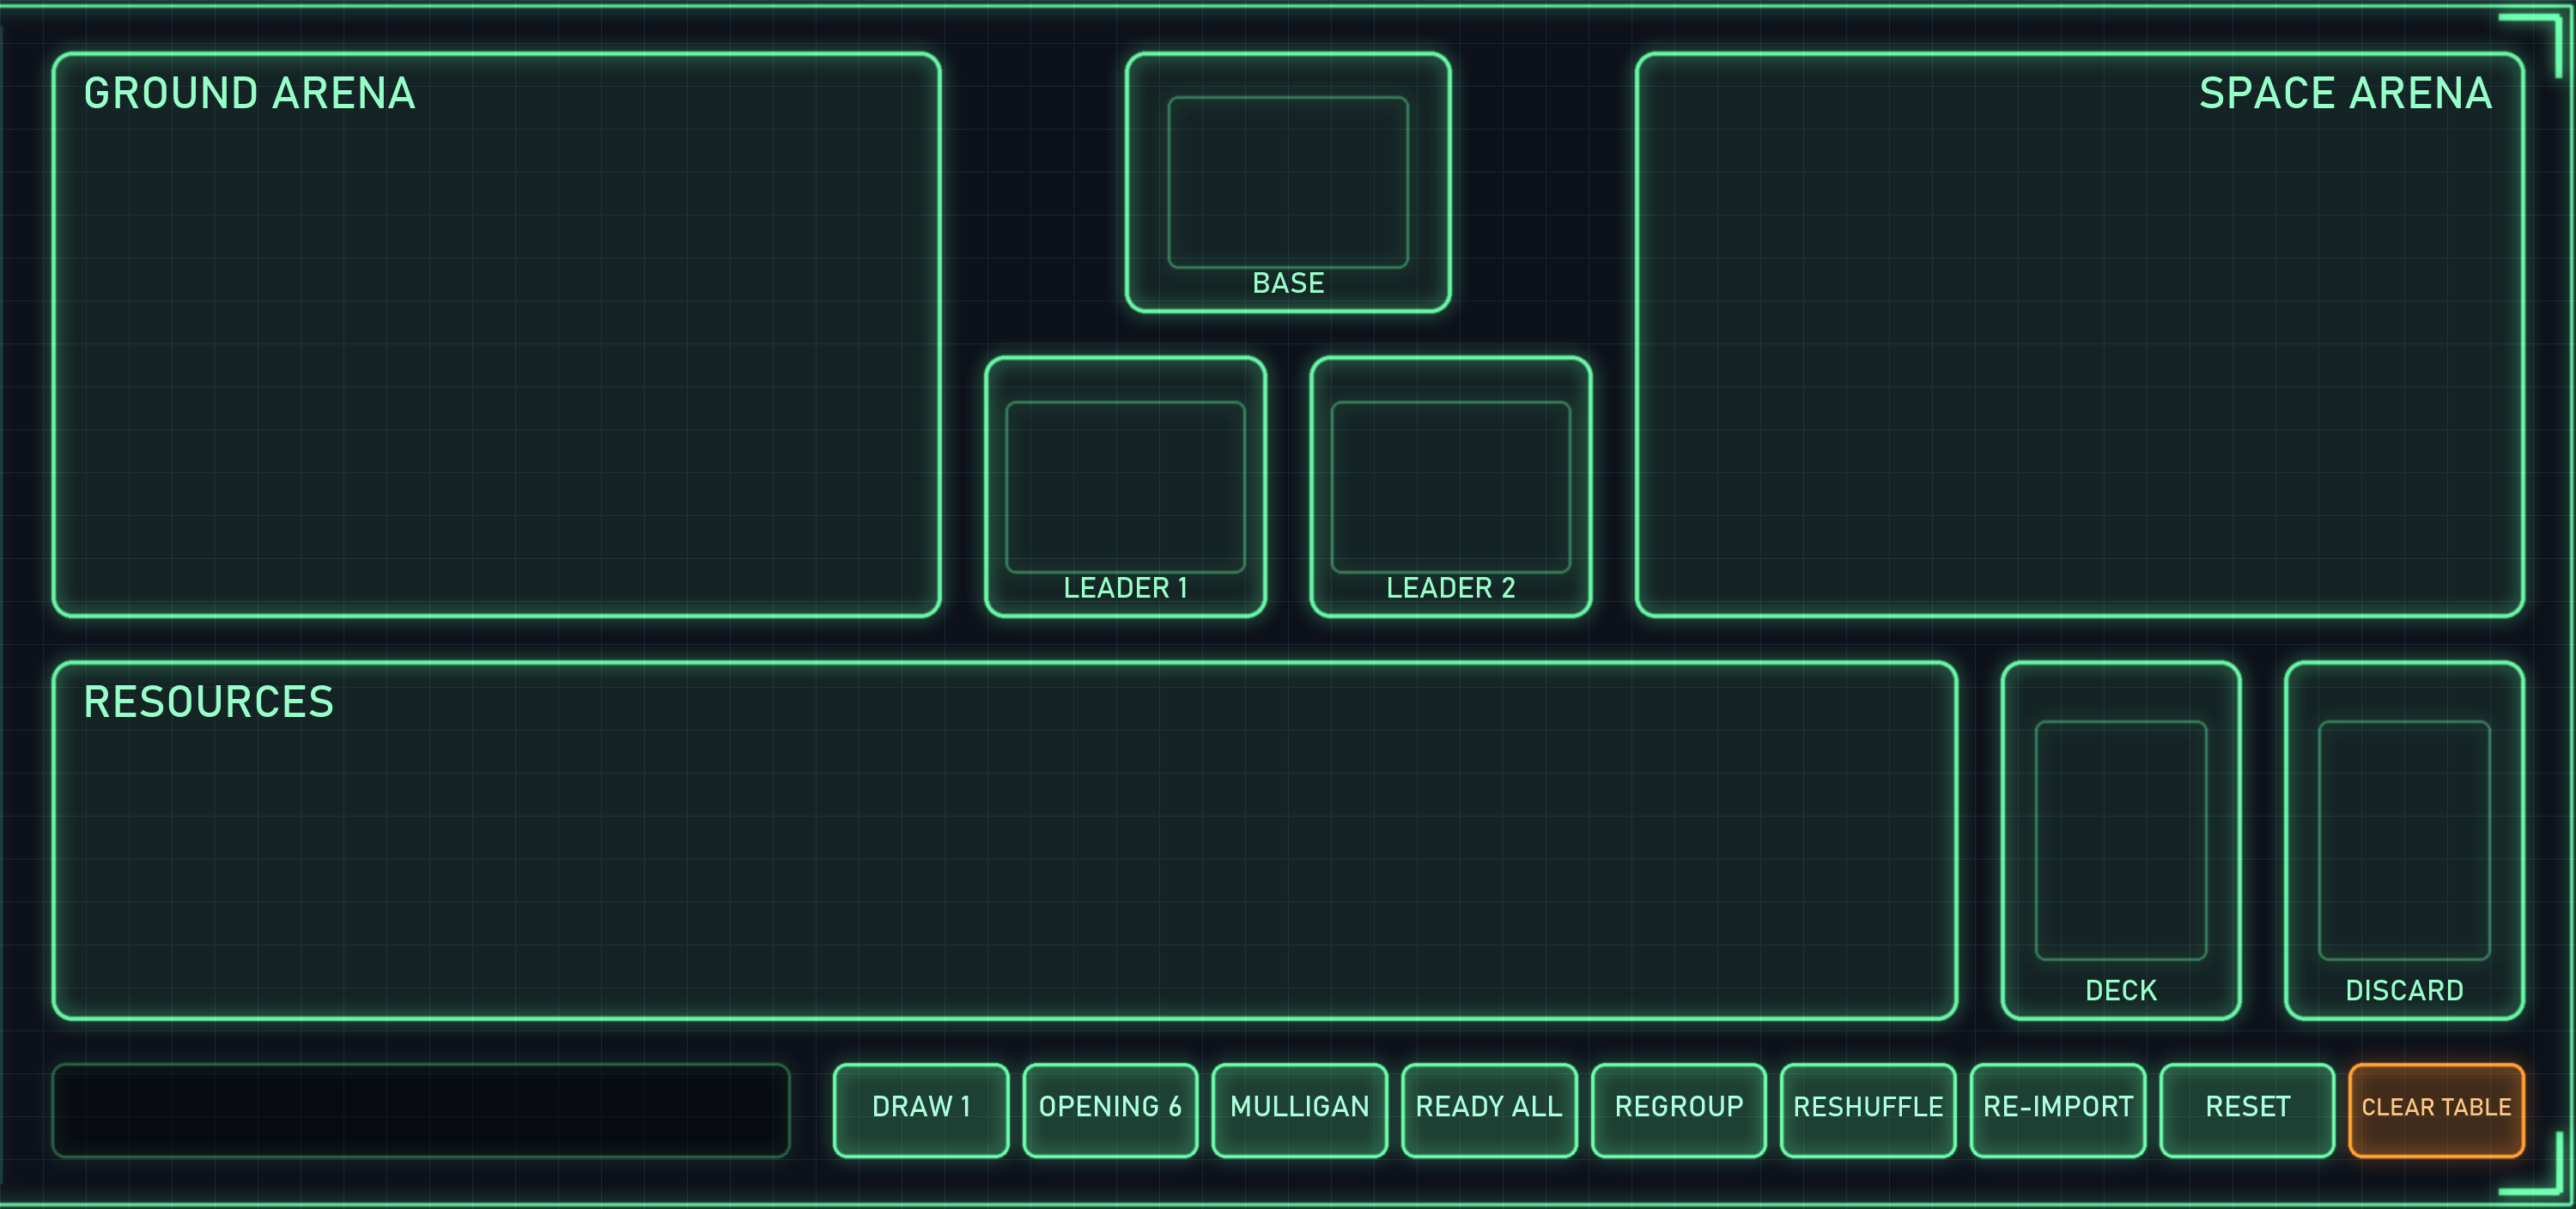 GROUND ARENA
SPACE ARENA
BASE
LEADER 1
LEADER 2
RESOURCES
DECK
DISCARD
DRAW 1
OPENING 6
MULLIGAN
READY ALL
REGROUP
RESHUFFLE
RE-IMPORT
RESET
CLEAR TABLE